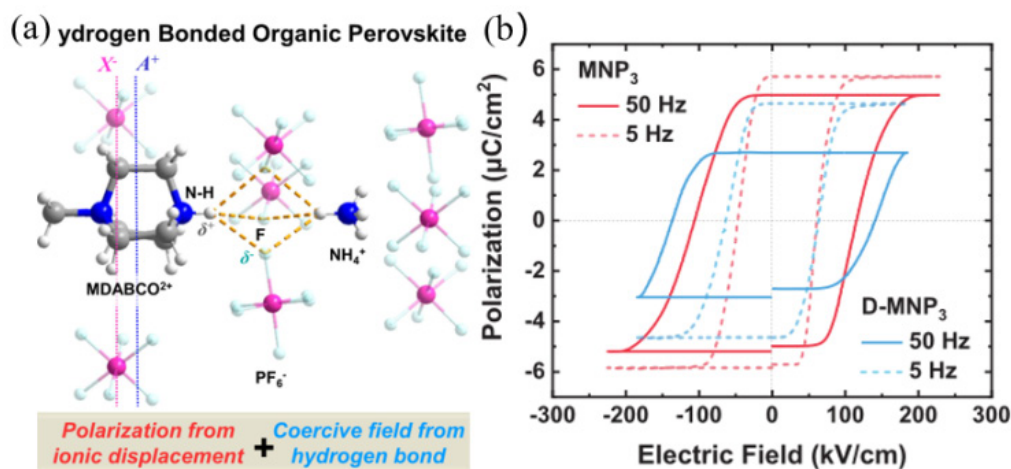 (a) ydrogen Bonded Organic Perovskite
X⁻ A⁺
N-H
δ⁺
F
δ⁻
NH₄⁺
MDABCO²⁺
PF₆⁻
Polarization from
ionic displacement
+
Coercive field from
hydrogen bond
(b)
Polarization (μC/cm²)
6
4
2
0
-2
-4
-6
MNP₃
50 Hz
5 Hz
D-MNP₃
50 Hz
5 Hz
-300 -200 -100 0 100 200 300
Electric Field (kV/cm)